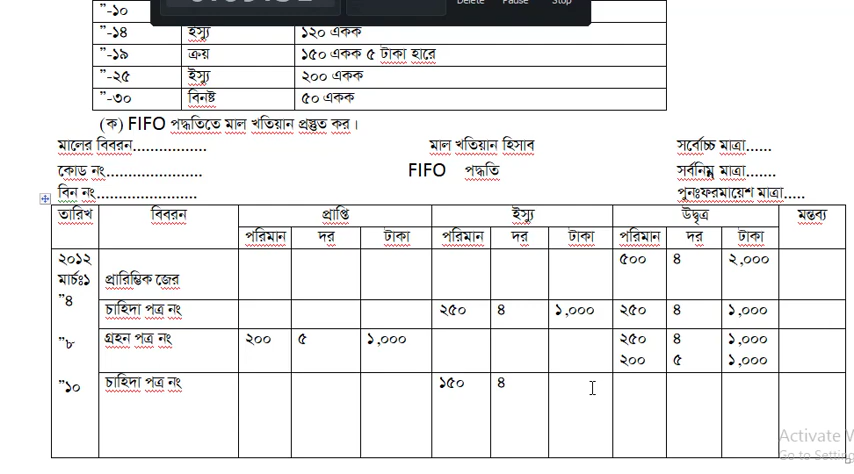 Delete Pause Stop
”-১০
”-১৪ ইস্যু ১২০ একক
”-১৯ ক্রয় ১৫০ একক ৫ টাকা হারে
”-২৫ ইস্যু ২০০ একক
”-৩০ বিনষ্ট ৫০ একক
(ক) FIFO পদ্ধতিতে মাল খতিয়ান প্রস্তুত কর।
মালের বিবরন................. মাল খতিয়ান হিসাব সর্বোচ্চ মাত্রা......
কোড নং...................... FIFO পদ্ধতি সর্বনিম্ন মাত্রা.......
বিন নং....................... পুনঃফরমায়েশ মাত্রা.....
তারিখ বিবরন প্রাপ্তি ইস্যু উদ্বৃত্র মন্তব্য
পরিমান দর টাকা পরিমান দর টাকা পরিমান দর টাকা
২০১২ ৫০০ ৪ ২,০০০
মার্চঃ১ প্রারিম্ভিক জের
”৪ চাহিদা পত্র নং ২৫০ ৪ ১,০০০ ২৫০ ৪ ১,০০০
”৮ গ্রহন পত্র নং ২০০ ৫ ১,০০০ ২৫০ ৪ ১,০০০
২০০ ৫ ১,০০০
”১০ চাহিদা পত্র নং ১৫০ ৪
Activate W
Go to Setting